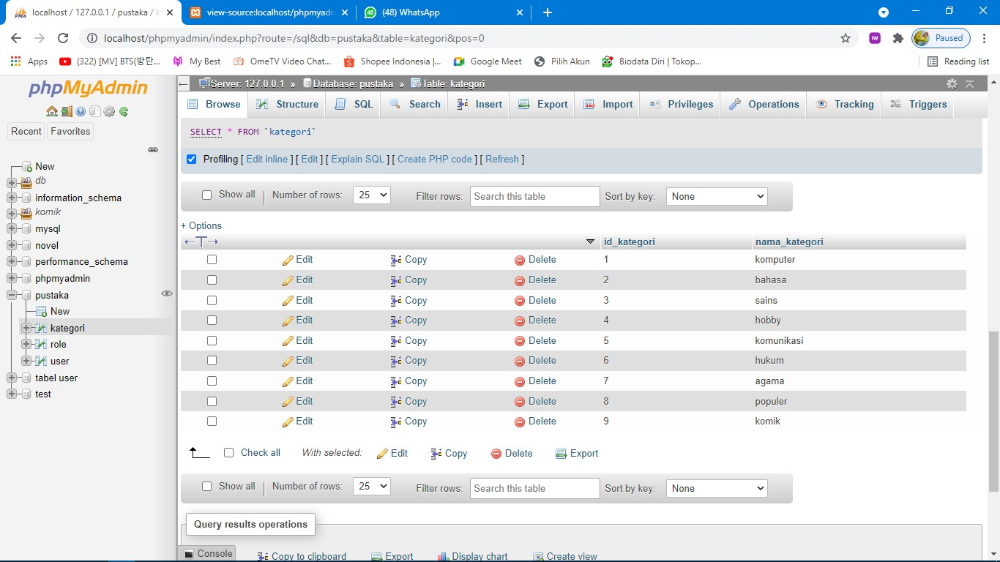 localhost / 127.0.0.1 / pustaka / k
view-source:localhost/phpmyadm
(48) WhatsApp
localhost/phpmyadmin/index.php?route=/sql&db=pustaka&table=kategori&pos=0
Paused
Apps (322) [MV] BTS(방탄... My Best OmeTV Video Chat... Shopee Indonesia |... Google Meet Pilih Akun Biodata Diri | Tokop... Reading list
phpMyAdmin
Recent Favorites
New
db
information_schema
komik
mysql
novel
performance_schema
phpmyadmin
pustaka
New
kategori
role
user
tabel user
test
Server: 127.0.0.1 » Database: pustaka » Table: kategori
Browse Structure SQL Search Insert Export Import Privileges Operations Tracking Triggers
SELECT * FROM `kategori`
Profiling [ Edit inline ] [ Edit ] [ Explain SQL ] [ Create PHP code ] [ Refresh ]
Show all | Number of rows: 25 Filter rows: Search this table Sort by key: None
+ Options
←T→ id_kategori nama_kategori
Edit Copy Delete 1 komputer
Edit Copy Delete 2 bahasa
Edit Copy Delete 3 sains
Edit Copy Delete 4 hobby
Edit Copy Delete 5 komunikasi
Edit Copy Delete 6 hukum
Edit Copy Delete 7 agama
Edit Copy Delete 8 populer
Edit Copy Delete 9 komik
Check all With selected: Edit Copy Delete Export
Show all | Number of rows: 25 Filter rows: Search this table Sort by key: None
Query results operations
Console Copy to clipboard Export Display chart Create view